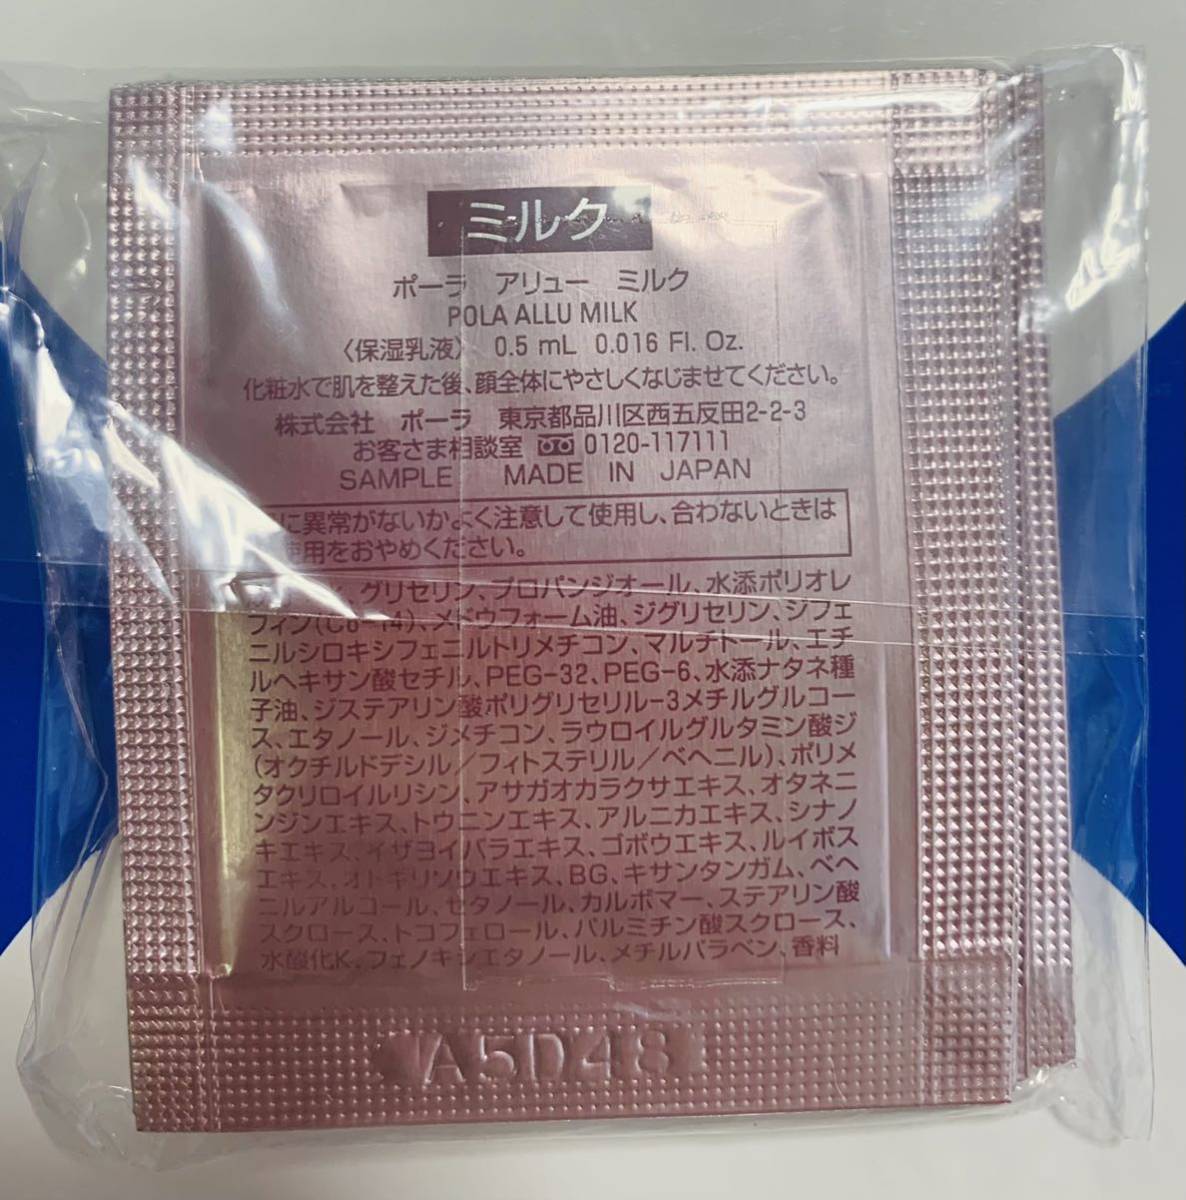 ミルク
ポーラ アリュー ミルク
POLA ALLU MILK
〈保湿乳液〉 0.5 mL 0.016 Fl. Oz.
化粧水で肌を整えた後、顔全体にやさしくなじませてください。
株式会社 ポーラ 東京都品川区西五反田2-2-3
お客さま相談室 0120-117111
SAMPLE MADE IN JAPAN
に異常がないかよく注意して使用し、合わないときは
使用をおやめください。
グリセリン、プロパンジオール、水添ポリオレ
フィン(C6-14)、メドウフォーム油、ジグリセリン、ジフェ
ニルシロキシフェニルトリメチコン、マルチトール、エチ
ルヘキサン酸セチル、PEG-32、PEG-6、水添ナタネ種
子油、ジステアリン酸ポリグリセリル-3メチルグルコー
ス、エタノール、ジメチコン、ラウロイルグルタミン酸ジ
(オクチルドデシル/フィトステリル/ベヘニル)、ポリメ
タクリロイルリシン、アサガオカラクサエキス、オタネニ
ンジンエキス、トウニンエキス、アルニカエキス、シナノ
キエキス、イザヨイバラエキス、ゴボウエキス、ルイボス
エキス、オトギリソウエキス、BG、キサンタンガム、ベヘ
ニルアルコール、セタノール、カルボマー、ステアリン酸
スクロース、トコフェロール、パルミチン酸スクロース、
水酸化K、フェノキシエタノール、メチルパラベン、香料
A5D48